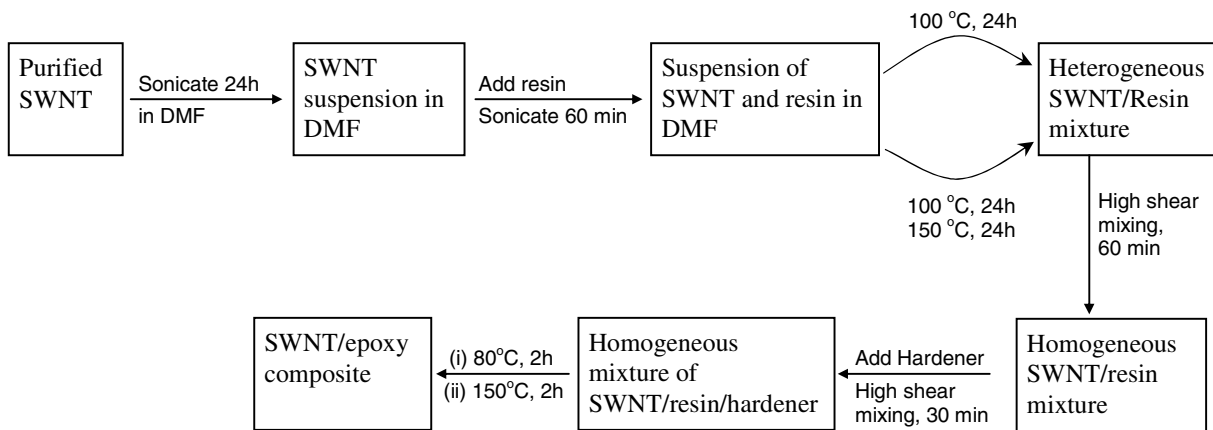 Purified
SWNT
Sonicate 24h
in DMF
SWNT
suspension in
DMF
Add resin
Sonicate 60 min
Suspension of
SWNT and resin in
DMF
100 °C, 24h
100 °C, 24h
150 °C, 24h
Heterogeneous
SWNT/Resin
mixture
High shear
mixing,
60 min
Homogeneous
SWNT/resin
mixture
Add Hardener
High shear
mixing, 30 min
Homogeneous
mixture of
SWNT/resin/hardener
(i) 80°C, 2h
(ii) 150°C, 2h
SWNT/epoxy
composite